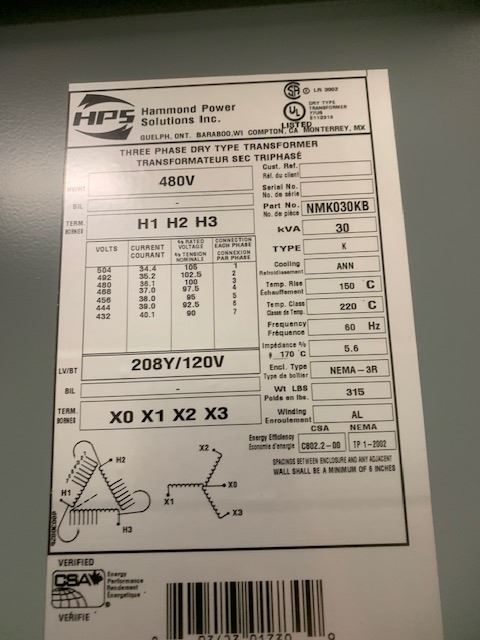 HPS
Hammond Power
Solutions Inc.
GUELPH, ONT. BARABOO,WI COMPTON, CA MONTERREY, MX
LR 3902
UL
LISTED
DRY TYPE
TRANSFORMER
THREE PHASE DRY TYPE TRANSFORMER
TRANSFORMATEUR SEC TRIPHASÉ
HV/HT
480V
BIL
-
TERM.
BORNES
H1 H2 H3
VOLTS CURRENT COURANT % RATED VOLTAGE % TENSION NOMINALE CONNECTION EACH PHASE CONNEXION PAR PHASE
504 34.4 105 1
492 35.2 102.5 2
480 36.1 100 3
468 37.0 97.5 4
456 38.0 95 5
444 39.0 92.5 6
432 40.1 90 7
LV/BT
208Y/120V
BIL
-
TERM.
BORNES
X0 X1 X2 X3
Cust. Ref.
Réf. du client
Serial No.
No. de série
Part No.
No. de pièce
NMK030KB
kVA 30
TYPE K
Cooling
Refroidissement
ANN
Temp. Rise
Échauffement
150 °C
Temp. Class
Classe de Temp.
220 °C
Frequency
Fréquence
60 Hz
Impédance %
@ 170 °C
5.6
Encl. Type
Type de boîtier
NEMA-3R
Wt LBS
Poids en lbs.
315
Winding
Enroulement
AL
CSA NEMA
Energy Efficiency
Économie d'énergie
C802.2-00 TP 1-2002
SPACINGS BETWEEN ENCLOSURE AND ANY ADJACENT
WALL SHALL BE A MINIMUM OF 6 INCHES
H2
H1
H3
X2
X0
X1
X3
VERIFIED
CSA
Energy
Performance
Rendement
Énergétique
VÉRIFIÉ